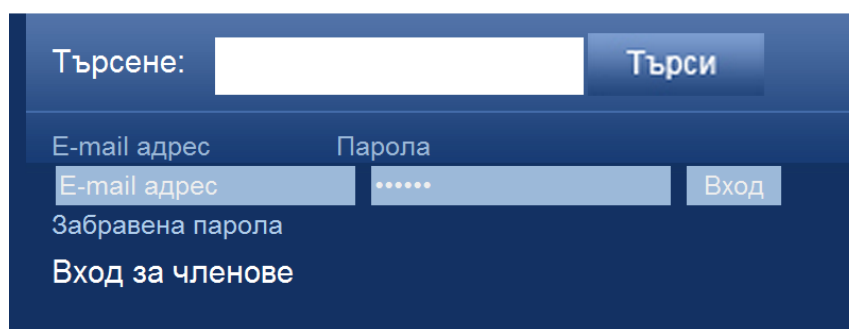 Търсене: Търси
E-mail адрес Парола
E-mail адрес •••••• Вход
Забравена парола
Вход за членове